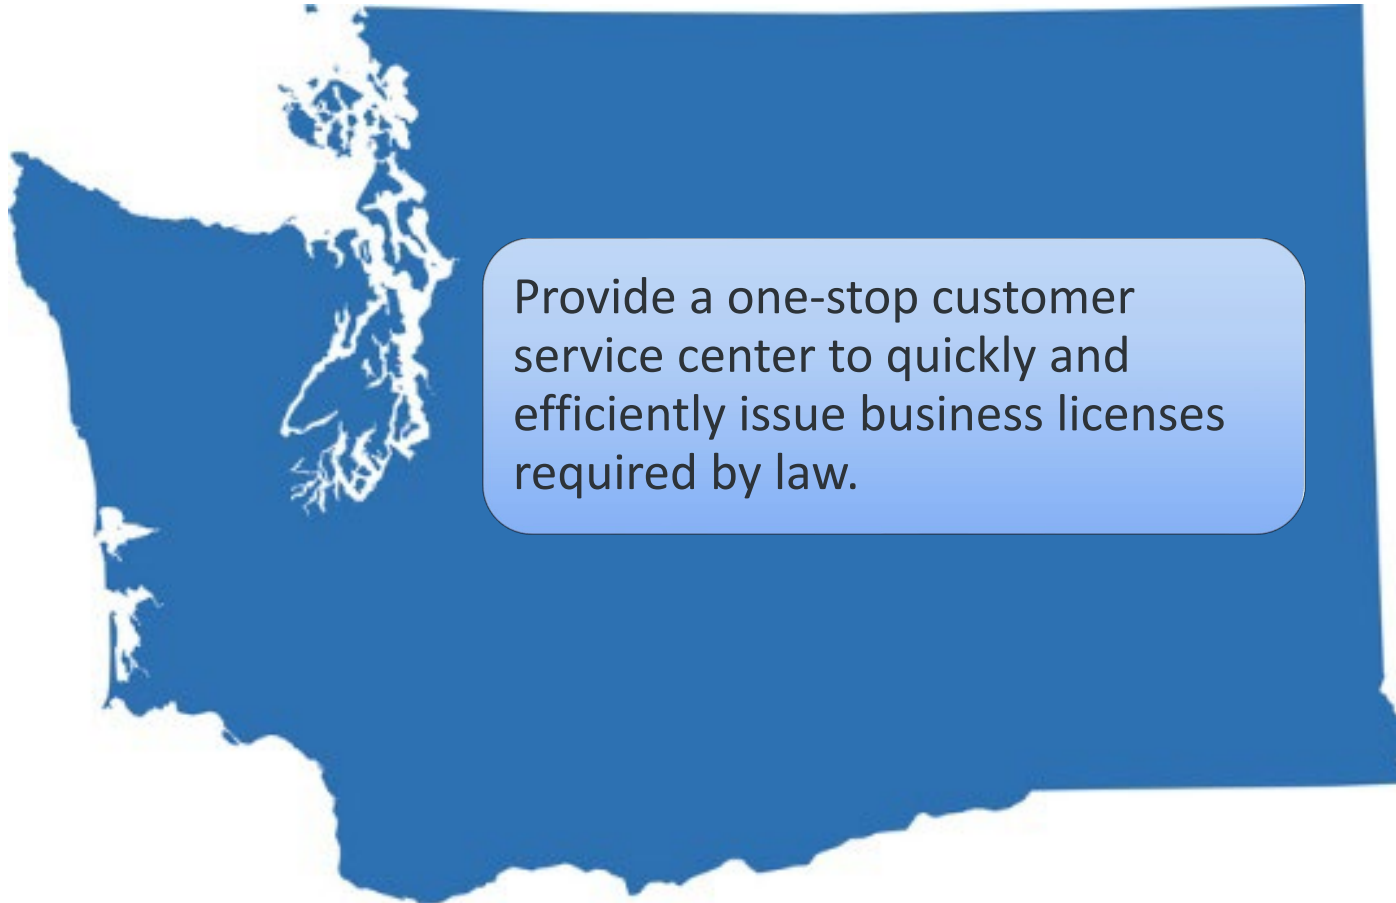 Provide a one-stop customer
service center to quickly and
efficiently issue business licenses
required by law.